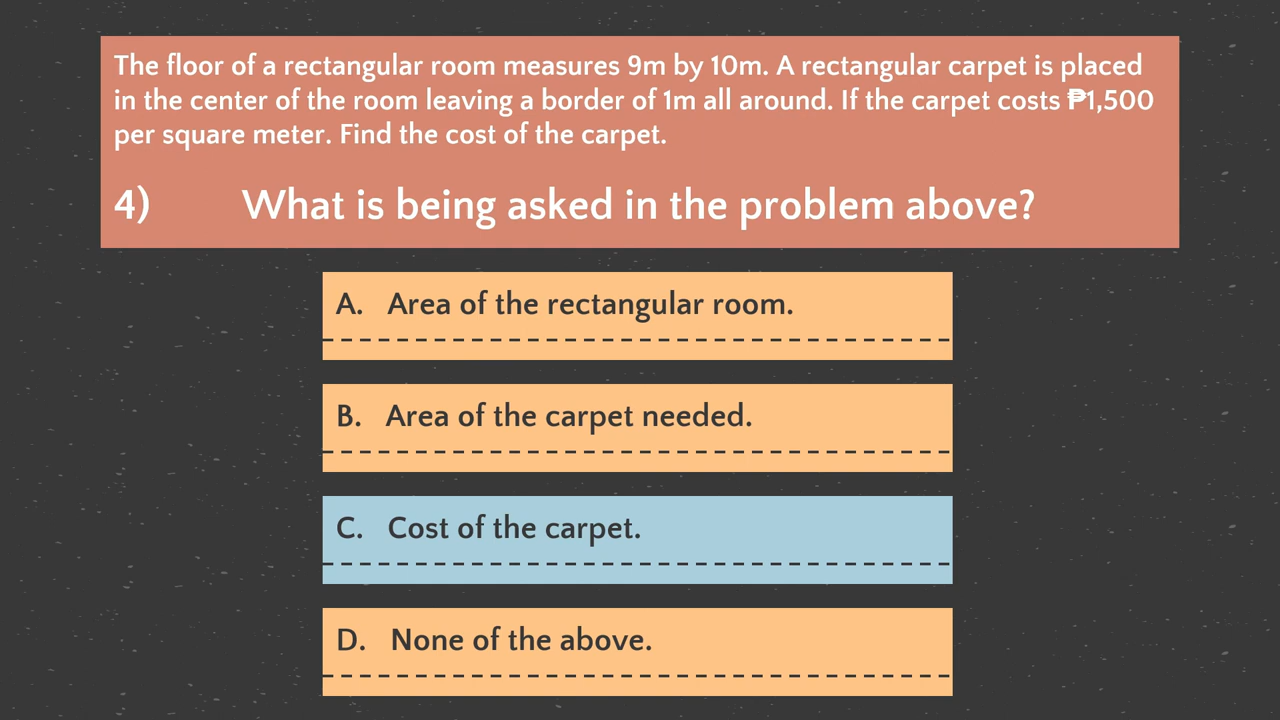 The floor of a rectangular room measures 9m by 10m. A rectangular carpet is placed
in the center of the room leaving a border of 1m all around. If the carpet costs ₱1,500
per square meter. Find the cost of the carpet.
4) What is being asked in the problem above?
A. Area of the rectangular room.
B. Area of the carpet needed.
C. Cost of the carpet.
D. None of the above.